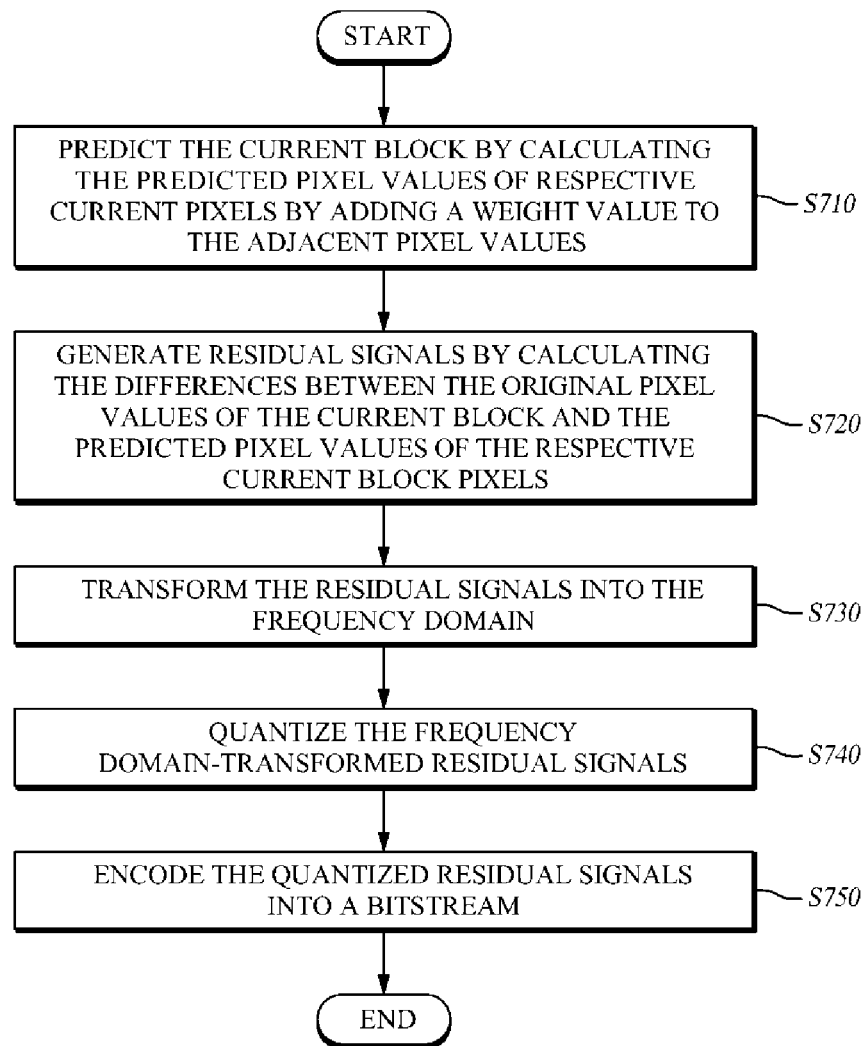 START
PREDICT THE CURRENT BLOCK BY CALCULATING
THE PREDICTED PIXEL VALUES OF RESPECTIVE
CURRENT PIXELS BY ADDING A WEIGHT VALUE TO
THE ADJACENT PIXEL VALUES
S710
GENERATE RESIDUAL SIGNALS BY CALCULATING
THE DIFFERENCES BETWEEN THE ORIGINAL PIXEL
VALUES OF THE CURRENT BLOCK AND THE
PREDICTED PIXEL VALUES OF THE RESPECTIVE
CURRENT BLOCK PIXELS
S720
TRANSFORM THE RESIDUAL SIGNALS INTO THE
FREQUENCY DOMAIN
S730
QUANTIZE THE FREQUENCY
DOMAIN-TRANSFORMED RESIDUAL SIGNALS
S740
ENCODE THE QUANTIZED RESIDUAL SIGNALS
INTO A BITSTREAM
S750
END